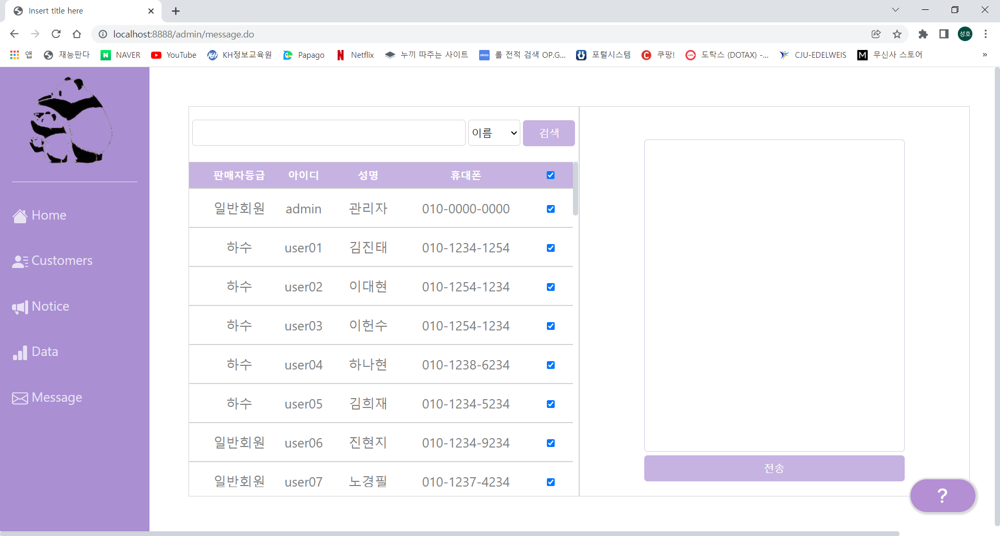 Insert title here
localhost:8888/admin/message.do
성호
앱 재능판다 NAVER YouTube KH정보교육원 Papago Netflix 누끼 따주는 사이트 롤 전적 검색 OP.G... 포털시스템 쿠팡! 도탁스 (DOTAX) -... CJU-EDELWEIS 무신사 스토어 »
Home
Customers
Notice
Data
Message
이름 검색
판매자등급 아이디 성명 휴대폰
일반회원 admin 관리자 010-0000-0000
하수 user01 김진태 010-1234-1254
하수 user02 이대현 010-1254-1234
하수 user03 이헌수 010-1254-1234
하수 user04 하나현 010-1238-6234
하수 user05 김희재 010-1234-5234
일반회원 user06 진현지 010-1234-9234
일반회원 user07 노경필 010-1237-4234
전송
?